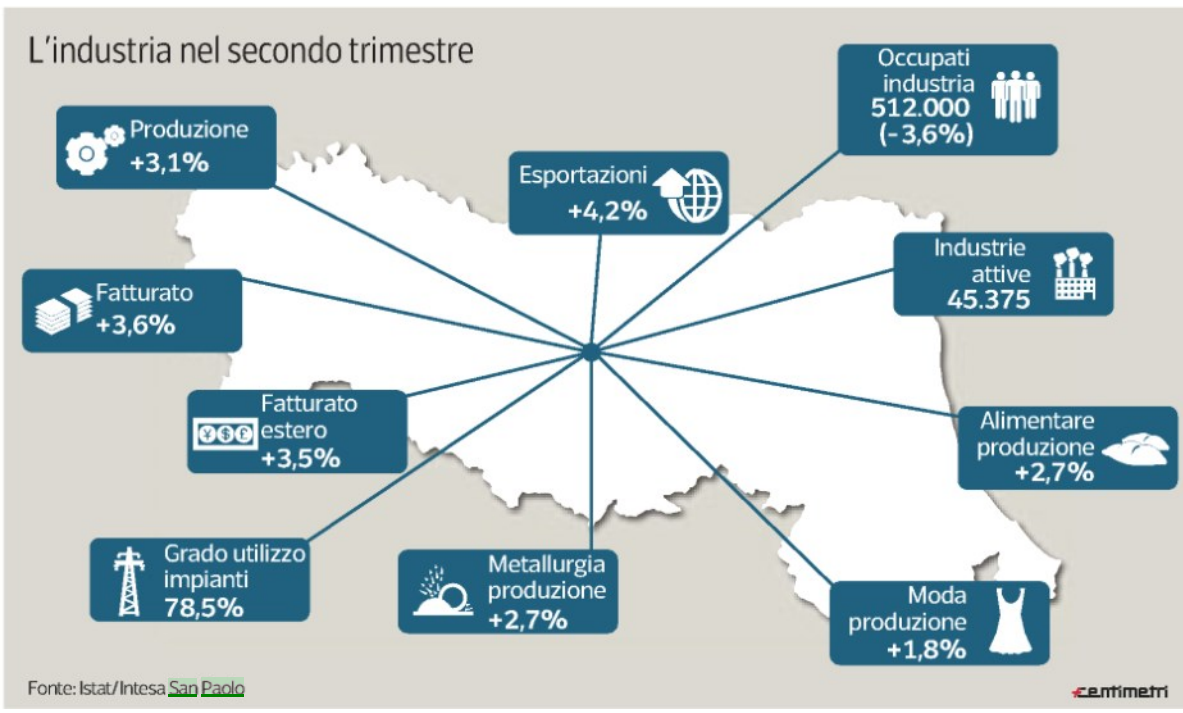 L'industria nel secondo trimestre
Occupati
industria
512.000
(-3,6%)
Produzione
+3,1%
Esportazioni
+4,2%
Industrie
attive
45.375
Fatturato
+3,6%
Fatturato
estero
+3,5%
Alimentare
produzione
+2,7%
Grado utilizzo
impianti
78,5%
Metallurgia
produzione
+2,7%
Moda
produzione
+1,8%
Fonte: Istat/Intesa San Paolo
centimetri